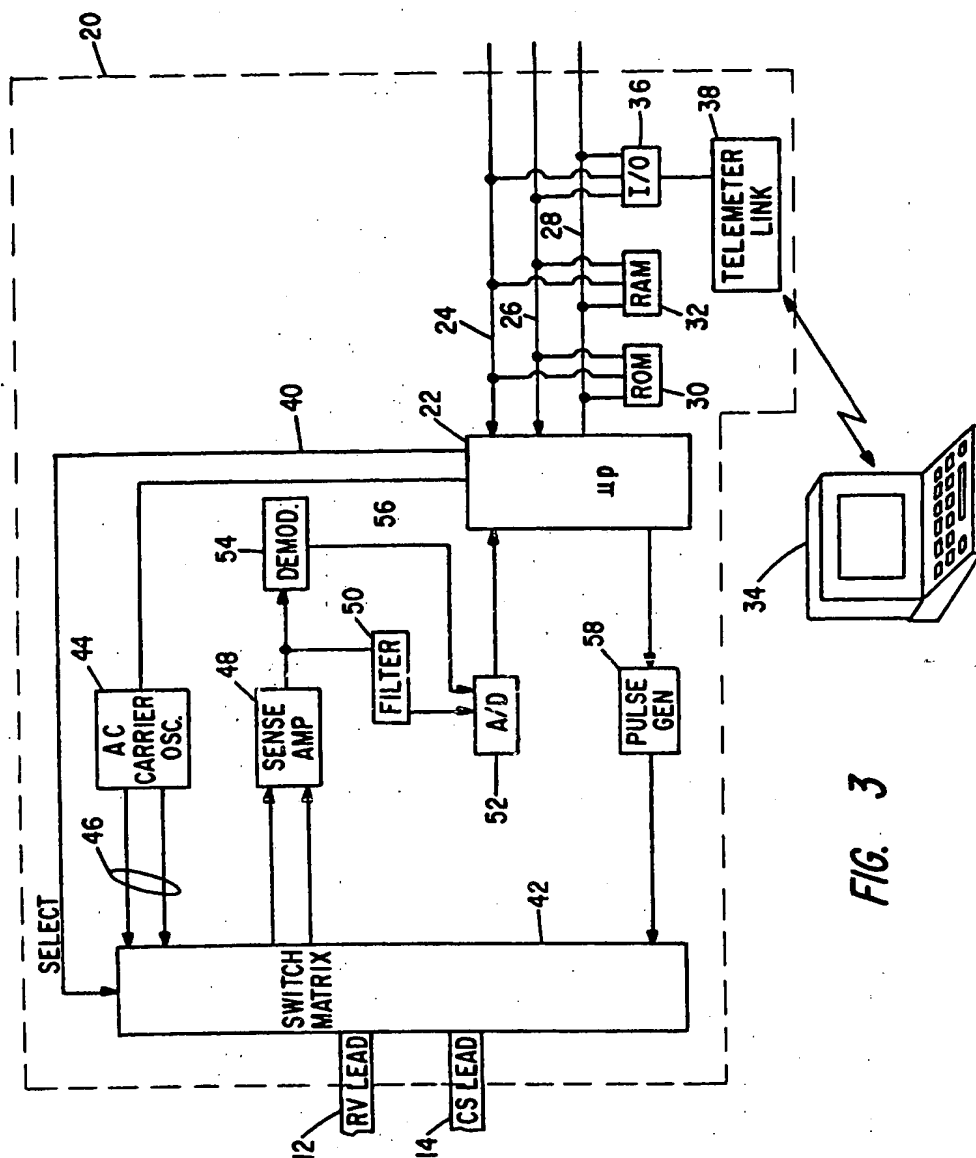 20
SELECT
40
46
44
AC
CARRIER
OSC.
48
SENSE
AMP
54
DEMOD.
56
50
FILTER
52
A/D
58
PULSE
GEN
42
SWITCH
MATRIX
12
RV LEAD
14
CS LEAD
22
μp
24
26
28
ROM
30
RAM
32
I/O
36
TELEMETER
LINK
38
34
FIG. 3